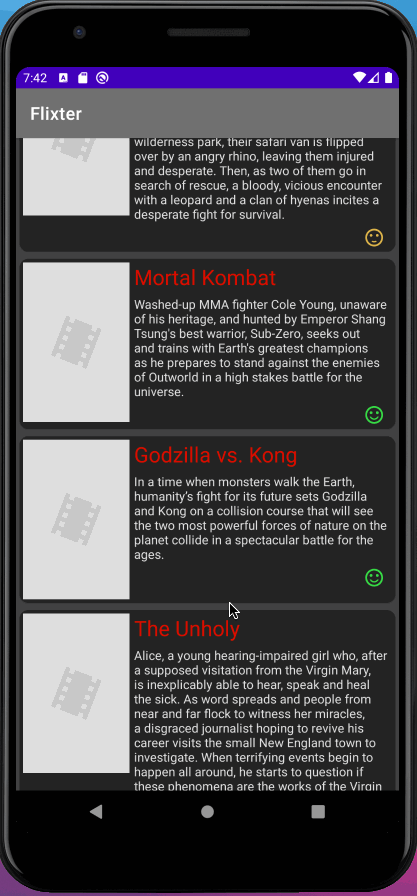 7:42
Flixter
wilderness park, their safari van is flipped
over by an angry rhino, leaving them injured
and desperate. Then, as two of them go in
search of rescue, a bloody, vicious encounter
with a leopard and a clan of hyenas incites a
desperate fight for survival.
Mortal Kombat
Washed-up MMA fighter Cole Young, unaware
of his heritage, and hunted by Emperor Shang
Tsung's best warrior, Sub-Zero, seeks out
and trains with Earth's greatest champions
as he prepares to stand against the enemies
of Outworld in a high stakes battle for the
universe.
Godzilla vs. Kong
In a time when monsters walk the Earth,
humanity's fight for its future sets Godzilla
and Kong on a collision course that will see
the two most powerful forces of nature on the
planet collide in a spectacular battle for the
ages.
The Unholy
Alice, a young hearing-impaired girl who, after
a supposed visitation from the Virgin Mary,
is inexplicably able to hear, speak and heal
the sick. As word spreads and people from
near and far flock to witness her miracles,
a disgraced journalist hoping to revive his
career visits the small New England town to
investigate. When terrifying events begin to
happen all around, he starts to question if
these phenomena are the works of the Virgin